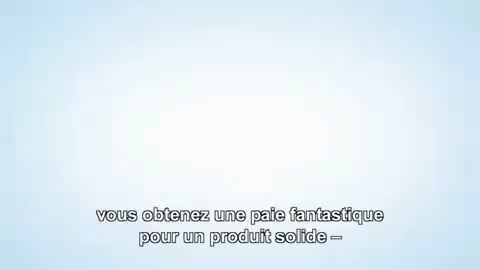 vous obtenez une paie fantastique
pour un produit solide –